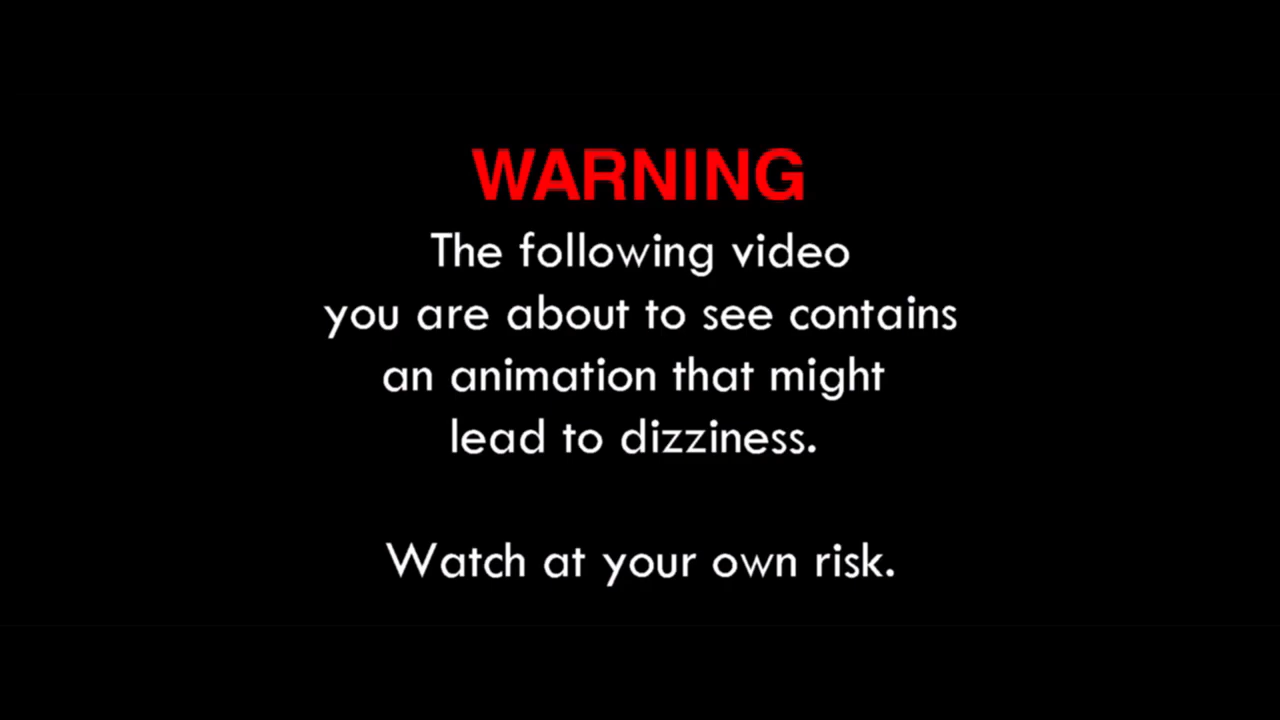 WARNING
The following video
you are about to see contains
an animation that might
lead to dizziness.
Watch at your own risk.